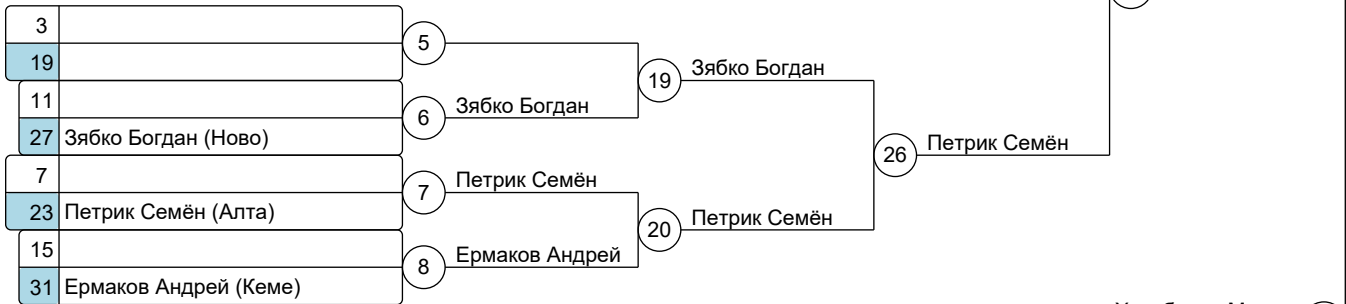 3
5
19
19 Зябко Богдан
11
6 Зябко Богдан
27 Зябко Богдан (Ново)
26 Петрик Семён
7
7 Петрик Семён
23 Петрик Семён (Алта)
20 Петрик Семён
15
8 Ермаков Андрей
31 Ермаков Андрей (Кеме)